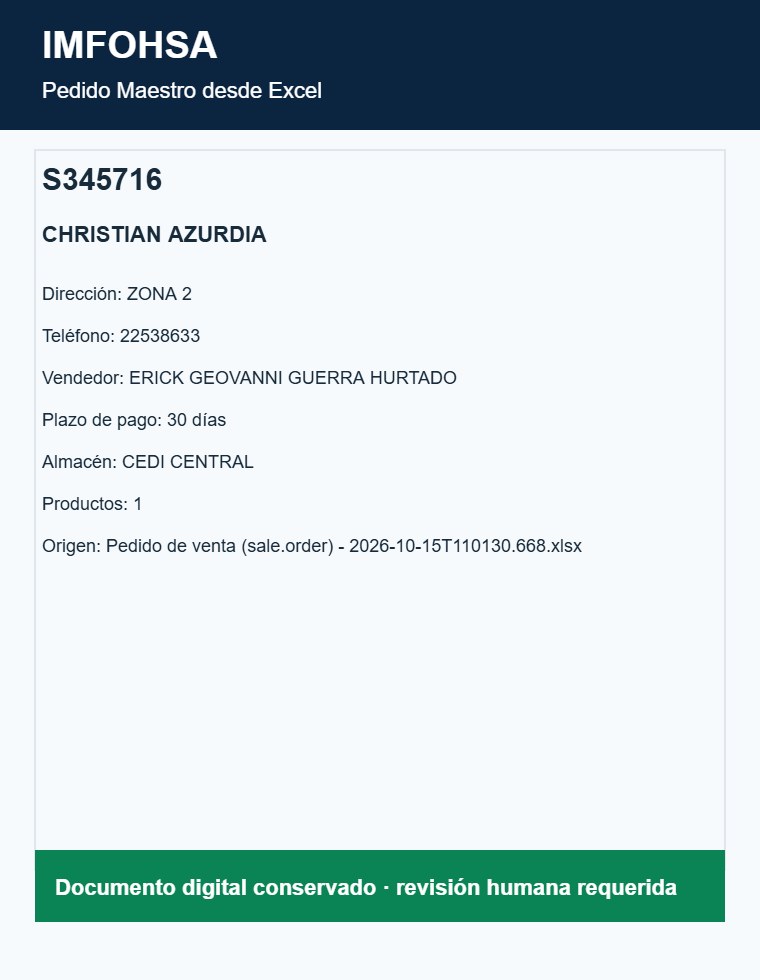 IMFOHSA
Pedido Maestro desde Excel
S345716
CHRISTIAN AZURDIA
Dirección: ZONA 2
Teléfono: 22538633
Vendedor: ERICK GEOVANNI GUERRA HURTADO
Plazo de pago: 30 días
Almacén: CEDI CENTRAL
Productos: 1
Origen: Pedido de venta (sale.order) - 2026-10-15T110130.668.xlsx
Documento digital conservado · revisión humana requerida